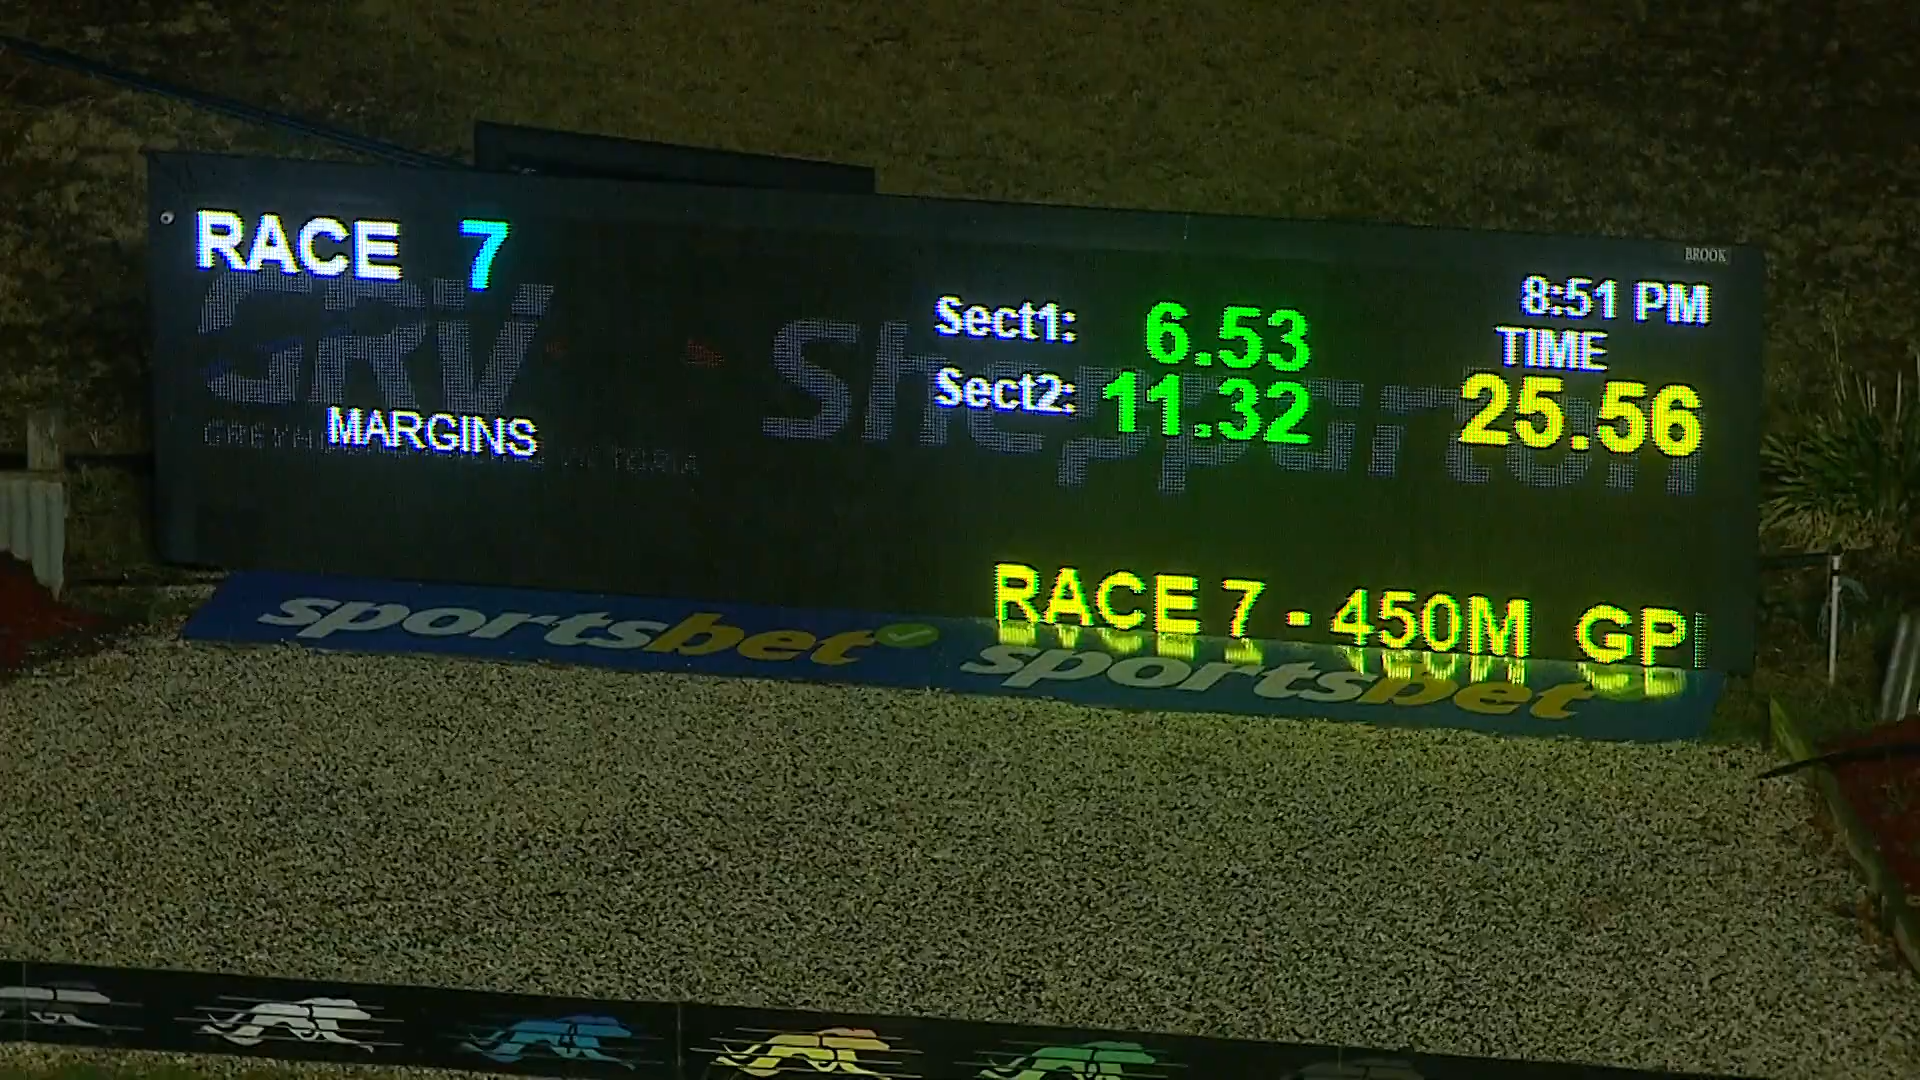 BROOK
RACE 7
8:51 PM
Sect1: 6.53
TIME
Sect2: 11.32
25.56
GRV
Shepparton
MARGINS
RACE 7 - 450M GP
sportsbet
sportsbet
4